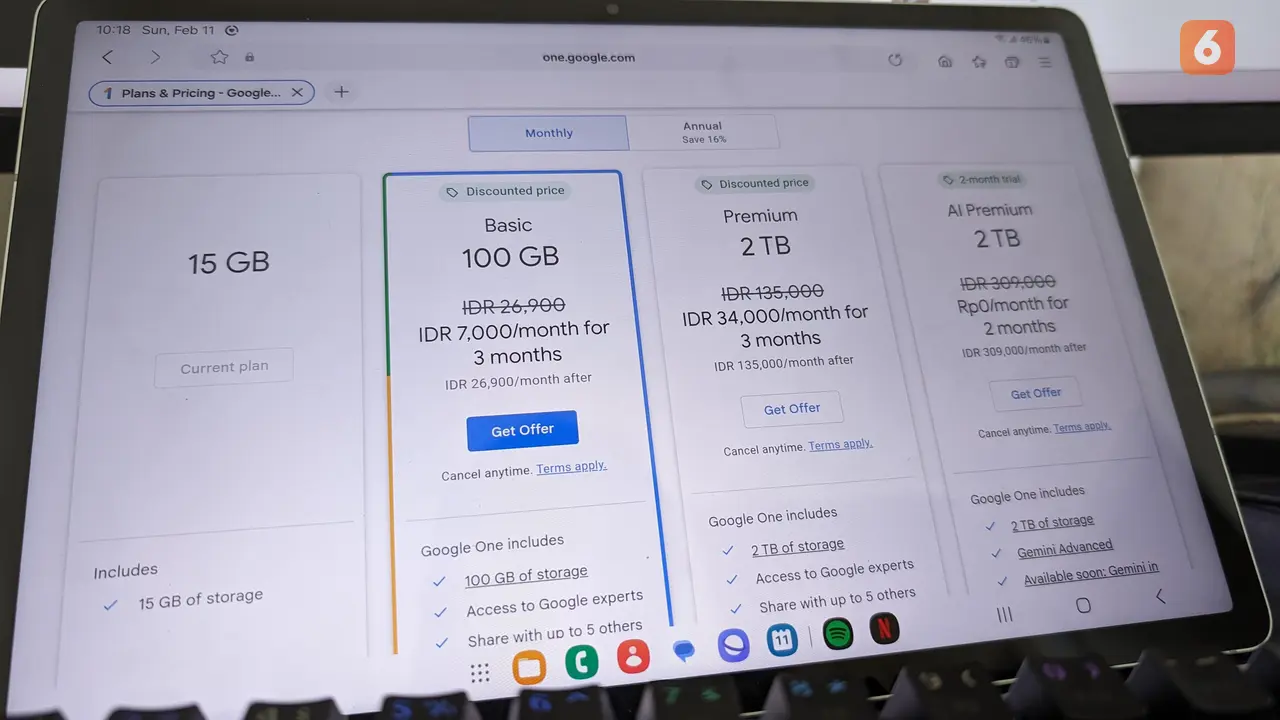 10:18 Sun, Feb 11
6
one.google.com
Plans & Pricing - Google...
Monthly
Annual
Save 16%
15 GB
Current plan
Includes
15 GB of storage
Discounted price
Basic
100 GB
IDR 26,900
IDR 7,000/month for
3 months
IDR 26,900/month after
Get Offer
Cancel anytime. Terms apply.
Google One includes
100 GB of storage
Access to Google experts
Share with up to 5 others
Discounted price
Premium
2 TB
IDR 135,000
IDR 34,000/month for
3 months
IDR 135,000/month after
Get Offer
Cancel anytime. Terms apply.
Google One includes
2 TB of storage
Access to Google experts
Share with up to 5 others
2-month trial
AI Premium
2 TB
IDR 309,000
Rp0/month for
2 months
IDR 309,000/month after
Get Offer
Cancel anytime. Terms apply.
Google One includes
2 TB of storage
Gemini Advanced
Available soon: Gemini in
11
N